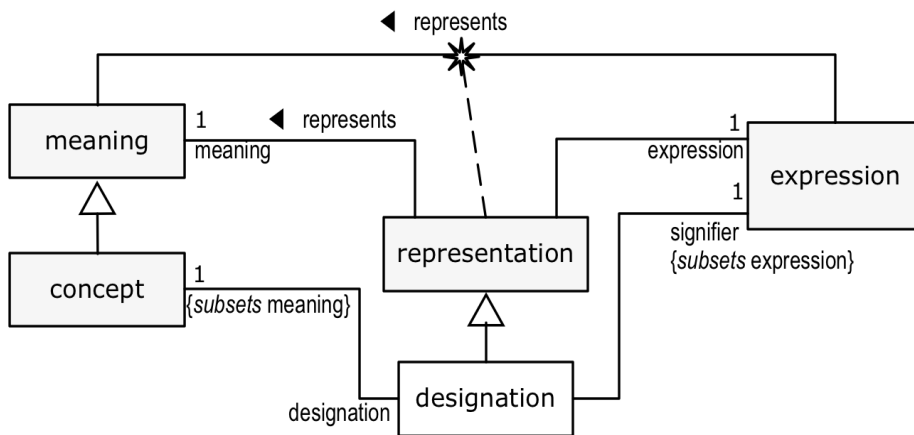 ◄ represents
meaning
1
◄ represents
meaning
1
expression
expression
1
signifier
{subsets expression}
representation
concept
1
{subsets meaning}
designation
designation